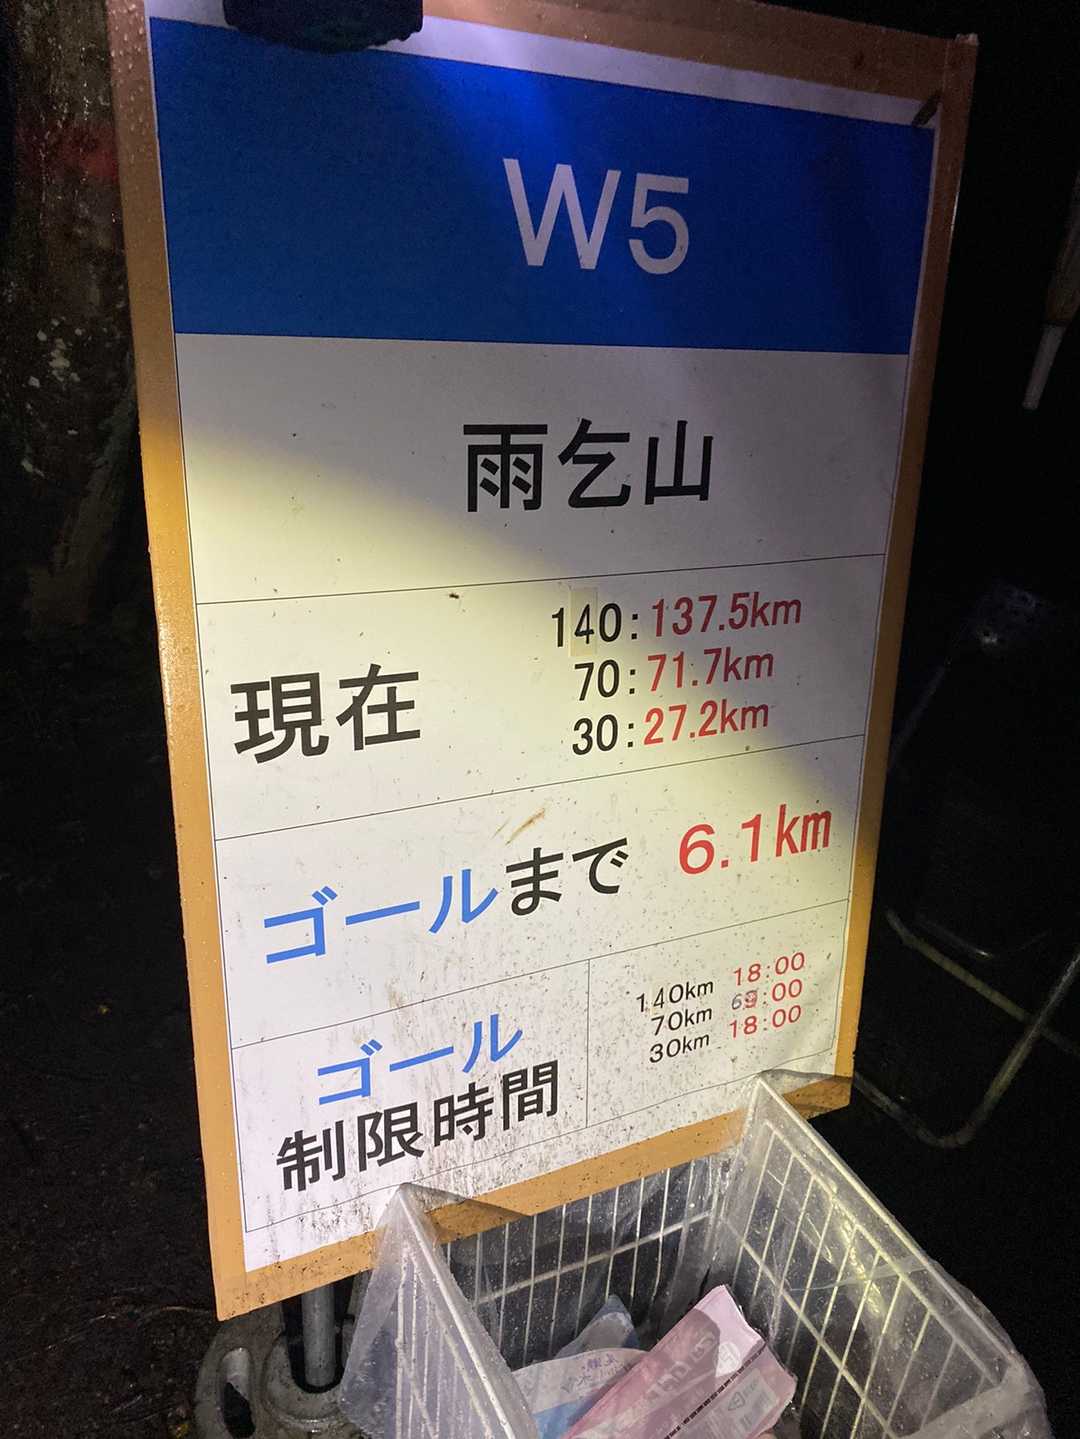 W5
雨乞山
現在
140:137.5km
70:71.7km
30:27.2km
ゴールまで 6.1km
ゴール
制限時間
140km 18:00
70km :00
30km 18:00